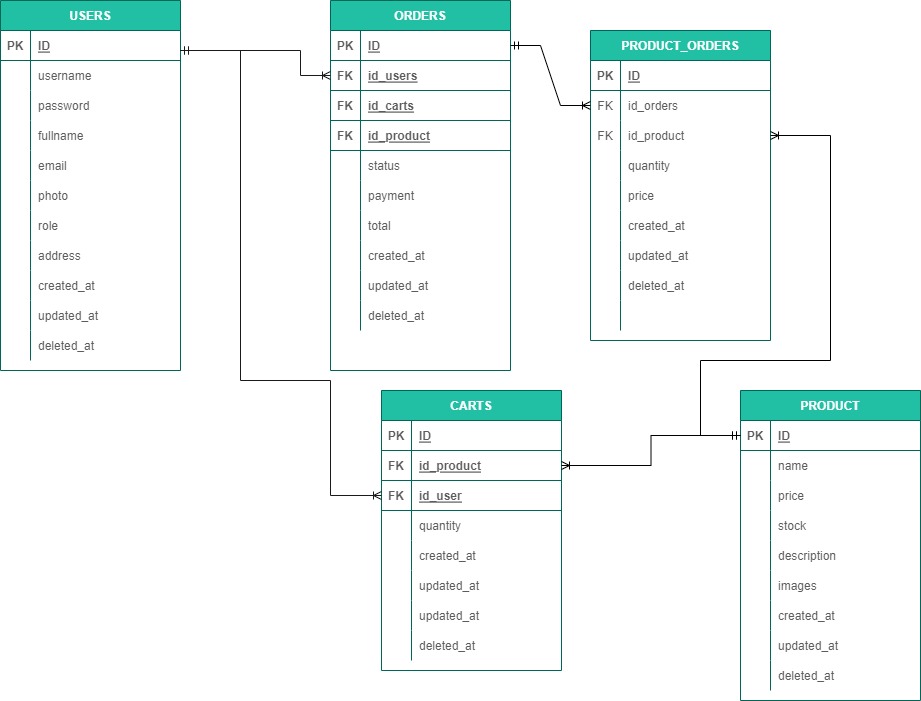 USERS
PK ID
username
password
fullname
email
photo
role
address
created_at
updated_at
deleted_at
ORDERS
PK ID
FK id_users
FK id_carts
FK id_product
status
payment
total
created_at
updated_at
deleted_at
PRODUCT_ORDERS
PK ID
FK id_orders
FK id_product
quantity
price
created_at
updated_at
deleted_at
CARTS
PK ID
FK id_product
FK id_user
quantity
created_at
updated_at
updated_at
deleted_at
PRODUCT
PK ID
name
price
stock
description
images
created_at
updated_at
deleted_at